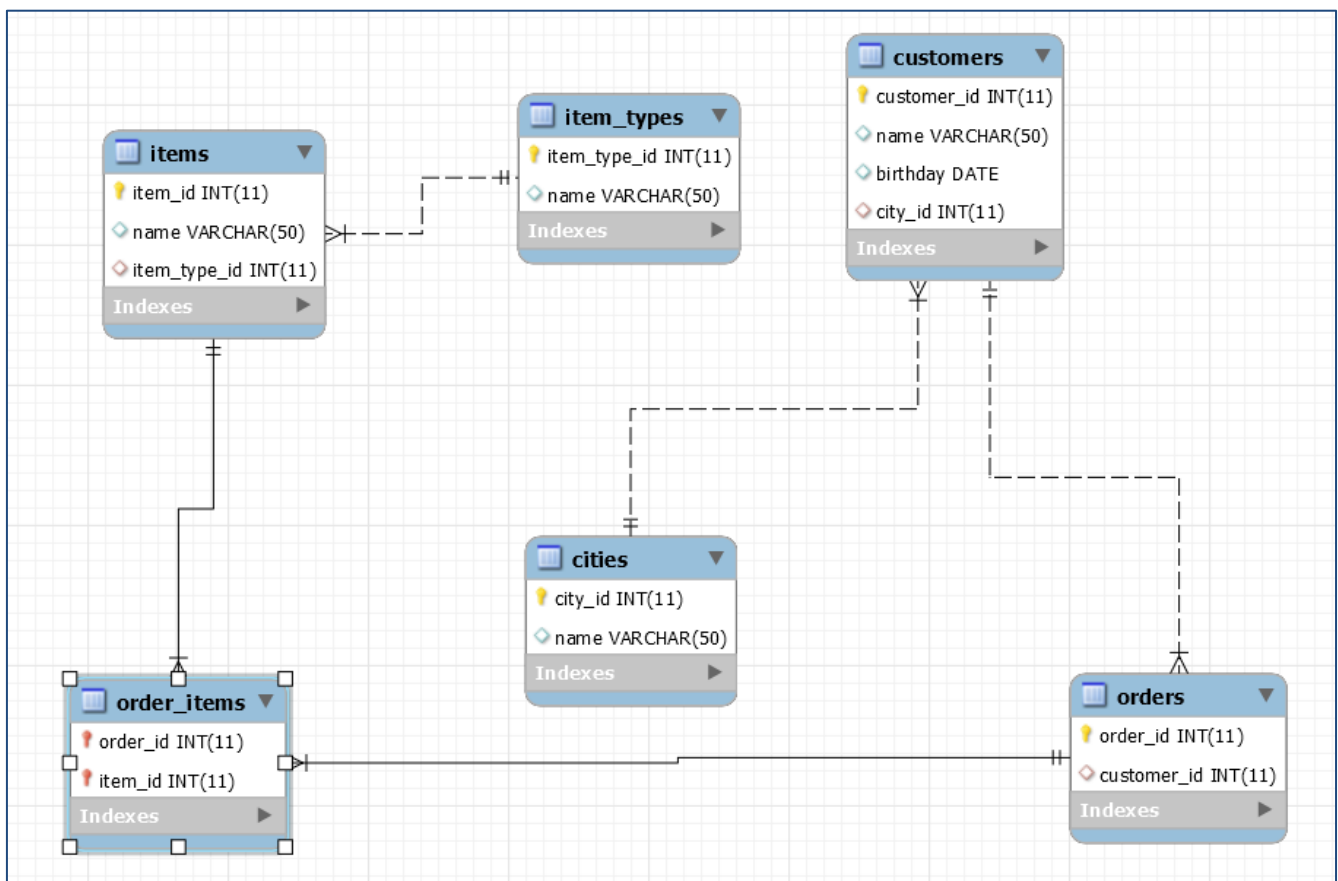 items
item_id INT(11)
name VARCHAR(50)
item_type_id INT(11)
Indexes
item_types
item_type_id INT(11)
name VARCHAR(50)
Indexes
customers
customer_id INT(11)
name VARCHAR(50)
birthday DATE
city_id INT(11)
Indexes
cities
city_id INT(11)
name VARCHAR(50)
Indexes
order_items
order_id INT(11)
item_id INT(11)
Indexes
orders
order_id INT(11)
customer_id INT(11)
Indexes